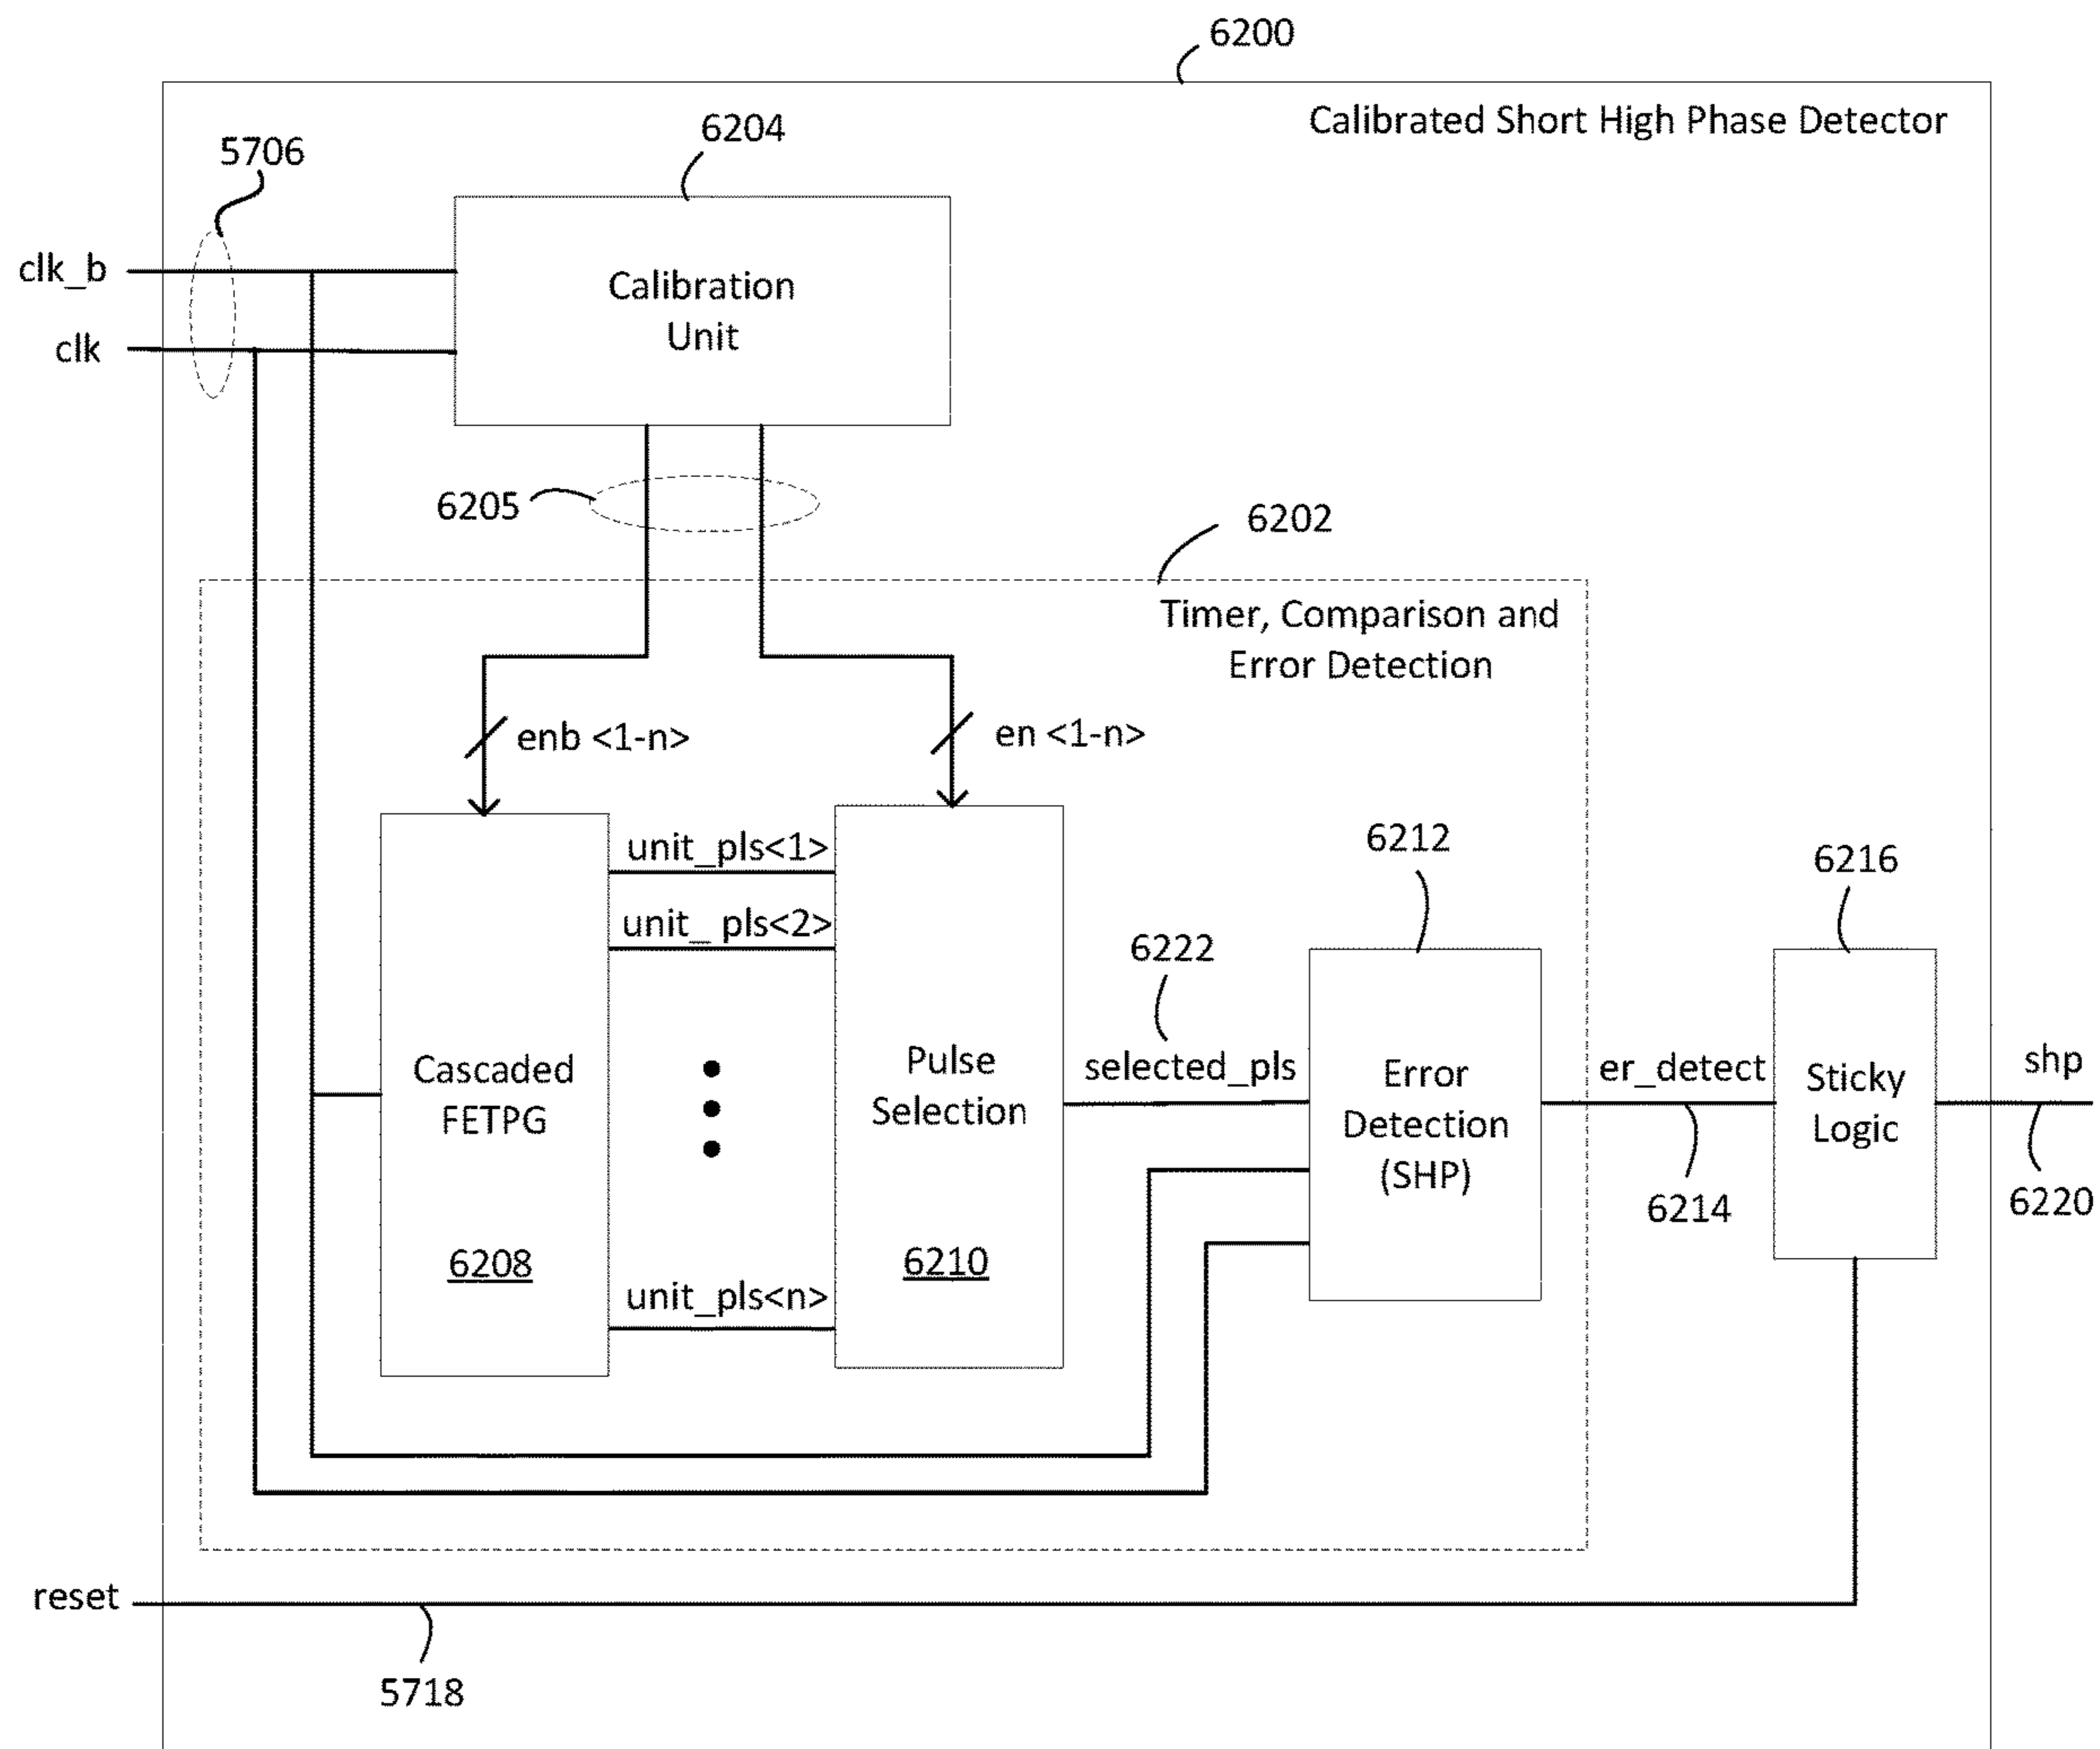 6200
Calibrated Short High Phase Detector
6204
5706
clk_b
clk
Calibration
Unit
6205
6202
Timer, Comparison and
Error Detection
enb <1-n>
en <1-n>
unit_pls<1>
unit_ pls<2>
unit_pls<n>
Cascaded
FETPG
6208
Pulse
Selection
6210
6222
selected_pls
6212
Error
Detection
(SHP)
er_detect
6214
6216
Sticky
Logic
shp
6220
reset
5718